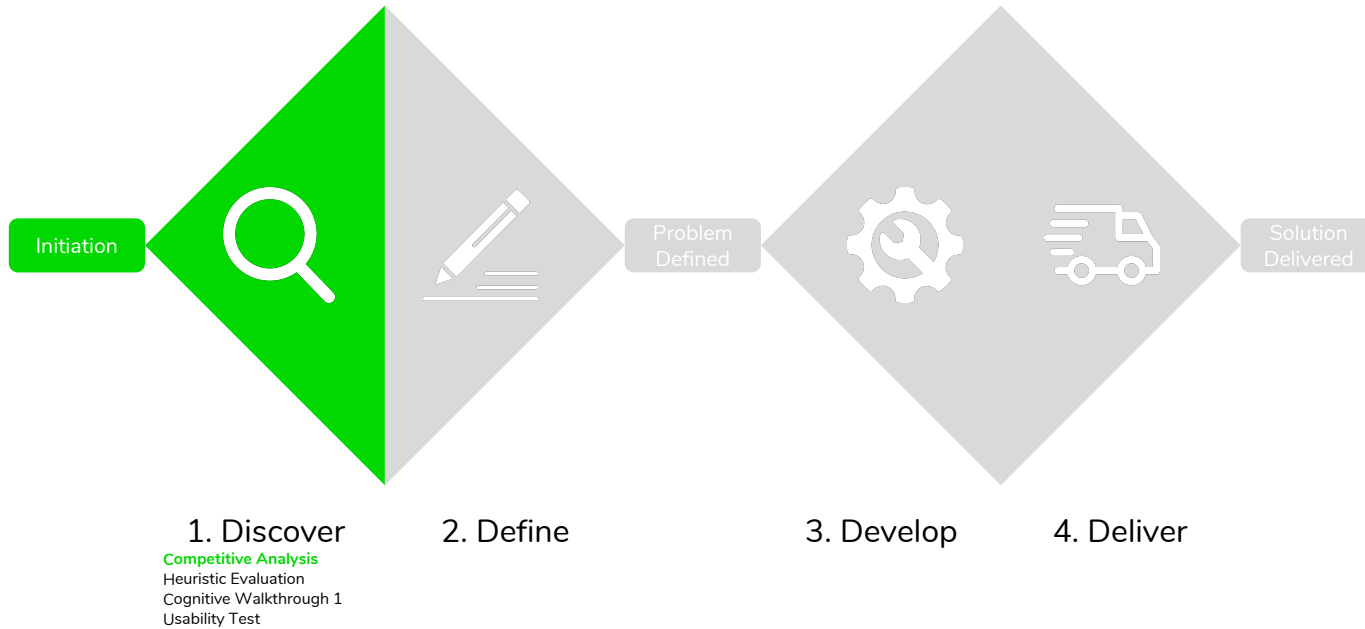 Initiation
Problem
Defined
Solution
Delivered
1. Discover
2. Define
3. Develop
4. Deliver
Competitive Analysis
Heuristic Evaluation
Cognitive Walkthrough 1
Usability Test